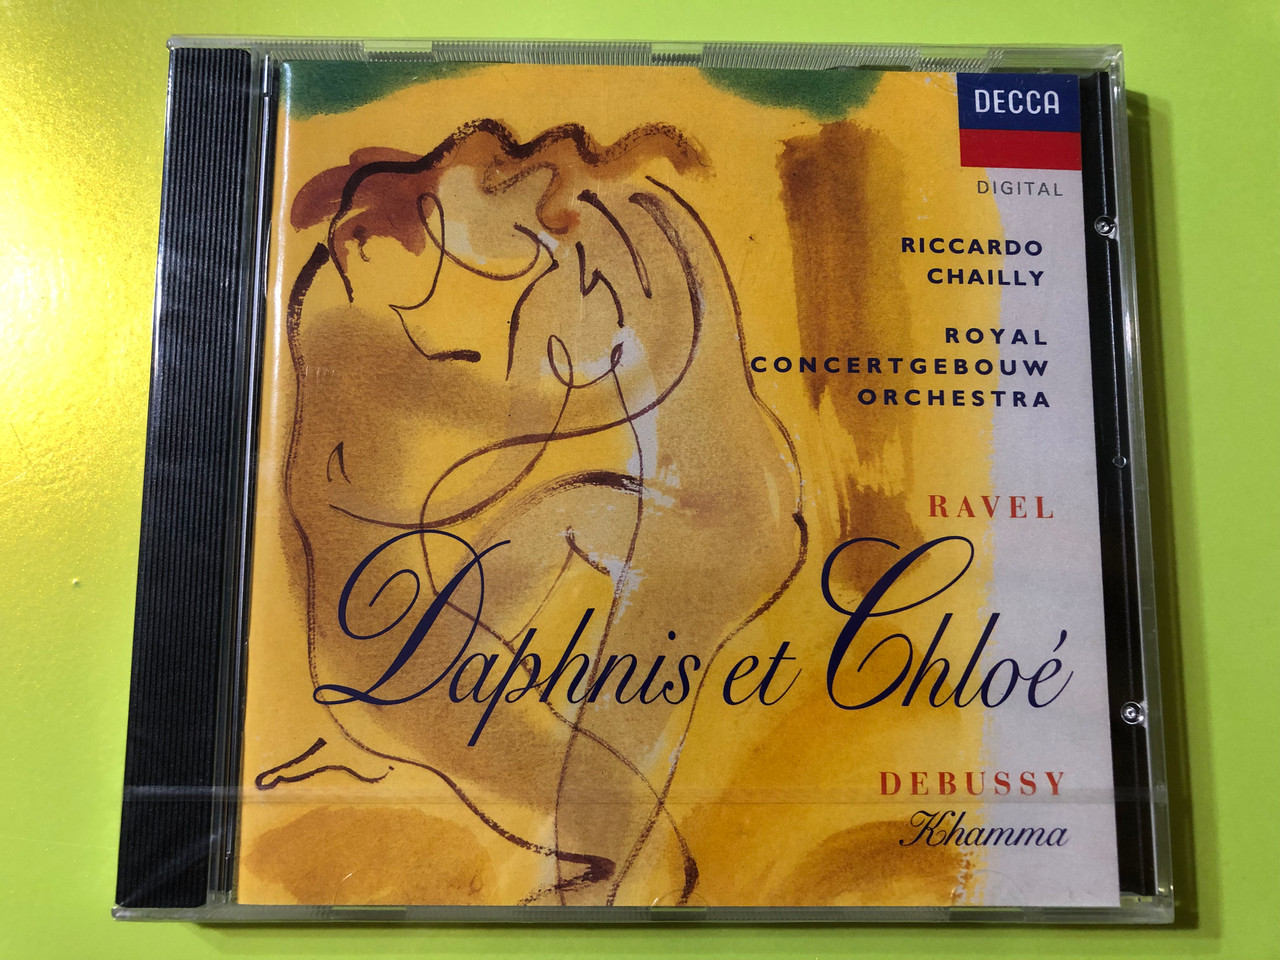 DECCA
DIGITAL
RICCARDO
CHAILLY
ROYAL
CONCERTGEBOUW
ORCHESTRA
RAVEL
Daphnis et Chloé
DEBUSSY
Khamma